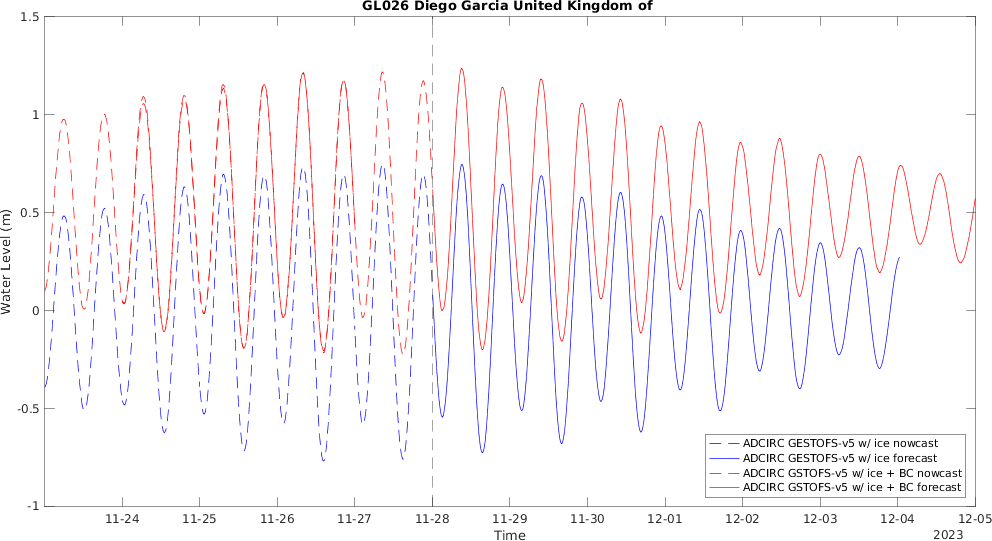 GL026 Diego Garcia United Kingdom of
1.5
1
0.5
0
-0.5
-1
Water Level (m)
ADCIRC GESTOFS-v5 w/ ice nowcast
ADCIRC GESTOFS-v5 w/ ice forecast
ADCIRC GSTOFS-v5 w/ ice + BC nowcast
ADCIRC GSTOFS-v5 w/ ice + BC forecast
11-24 11-25 11-26 11-27 11-28 11-29 11-30 12-01 12-02 12-03 12-04 12-05
Time 2023